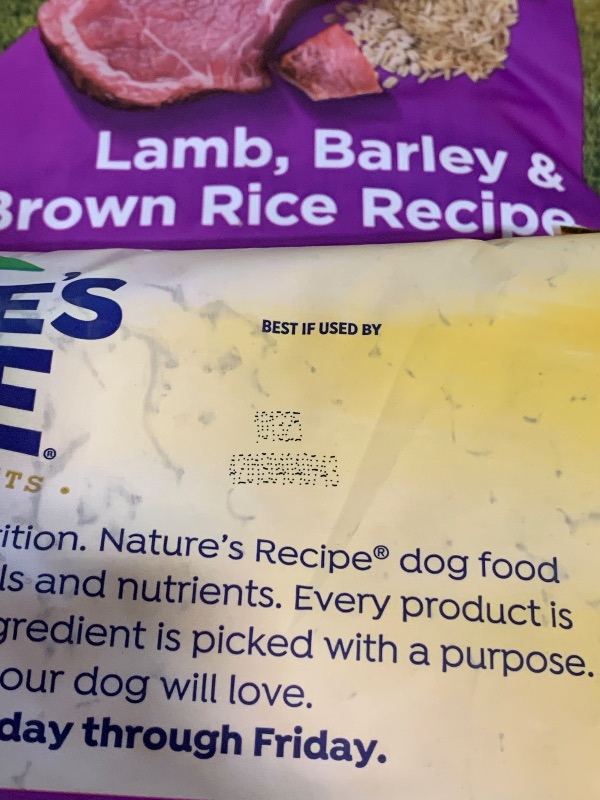 Lamb, Barley &
Brown Rice Recipe
E'S
E®
TS •
BEST IF USED BY
rition. Nature's Recipe® dog food
ls and nutrients. Every product is
gredient is picked with a purpose.
our dog will love.
day through Friday.